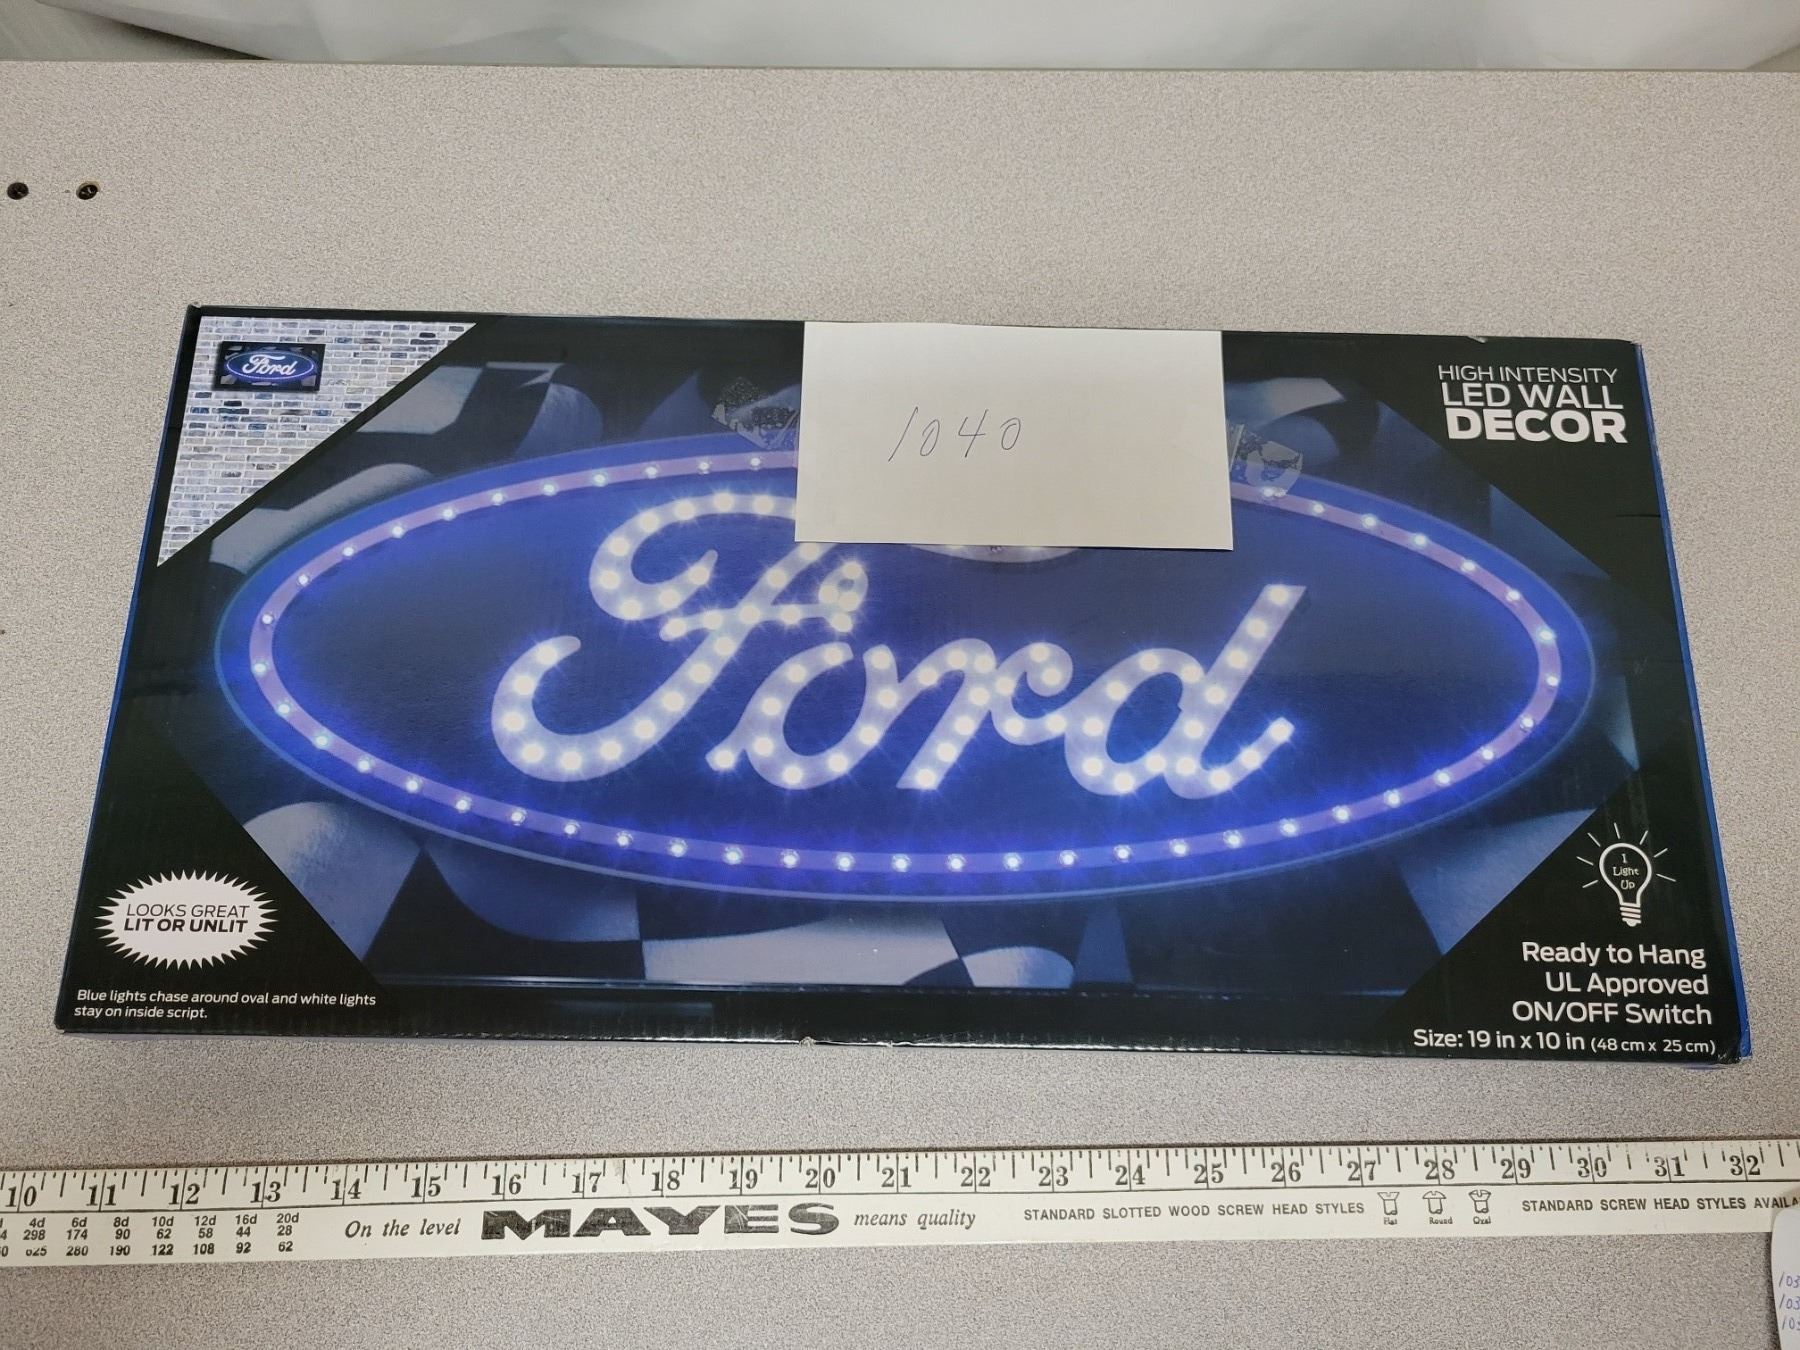 Ford
1040
HIGH INTENSITY
LED WALL
DECOR
Ford
1
Light
Up
LOOKS GREAT
LIT OR UNLIT
Blue lights chase around oval and white lights
stay on inside script.
Ready to Hang
UL Approved
ON/OFF Switch
Size: 19 in x 10 in (48 cm x 25 cm)
10 11 12 13 14 15 16 17 18 19 20 21 22 23 24 25 26 27 28 29 30 31 32
4d 6d 8d 10d 12d 16d 20d
298 174 90 62 58 44 28
280 190 122 108 92 62
On the level MAYES means quality
STANDARD SLOTTED WOOD SCREW HEAD STYLES
Flat Round Oval
STANDARD SCREW HEAD STYLES
103
103